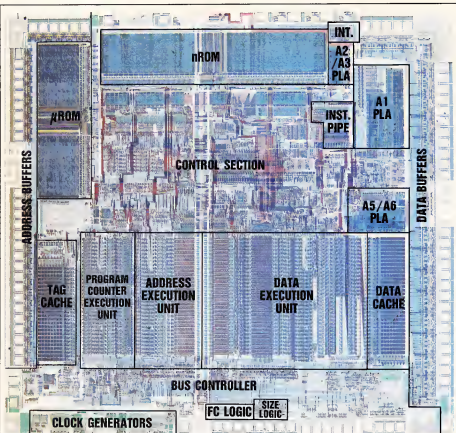 INT.
nROM
A2
/A3
PLA
A1
PLA
μROM
INST.
PIPE
CONTROL SECTION
ADDRESS BUFFERS
DATA BUFFERS
A5/A6
PLA
TAG
CACHE
PROGRAM
COUNTER
EXECUTION
UNIT
ADDRESS
EXECUTION
UNIT
DATA
EXECUTION
UNIT
DATA
CACHE
BUS CONTROLLER
FC LOGIC
SIZE
LOGIC
CLOCK GENERATORS